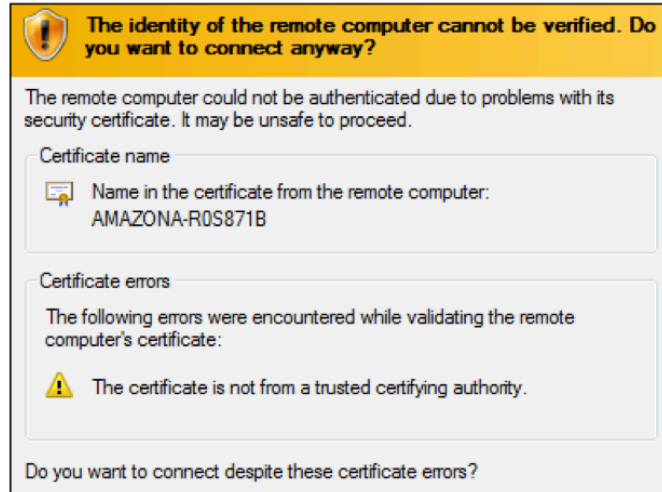 The identity of the remote computer cannot be verified. Do
you want to connect anyway?
The remote computer could not be authenticated due to problems with its
security certificate. It may be unsafe to proceed.
Certificate name
Name in the certificate from the remote computer:
AMAZONA-R0S871B
Certificate errors
The following errors were encountered while validating the remote
computer's certificate:
The certificate is not from a trusted certifying authority.
Do you want to connect despite these certificate errors?